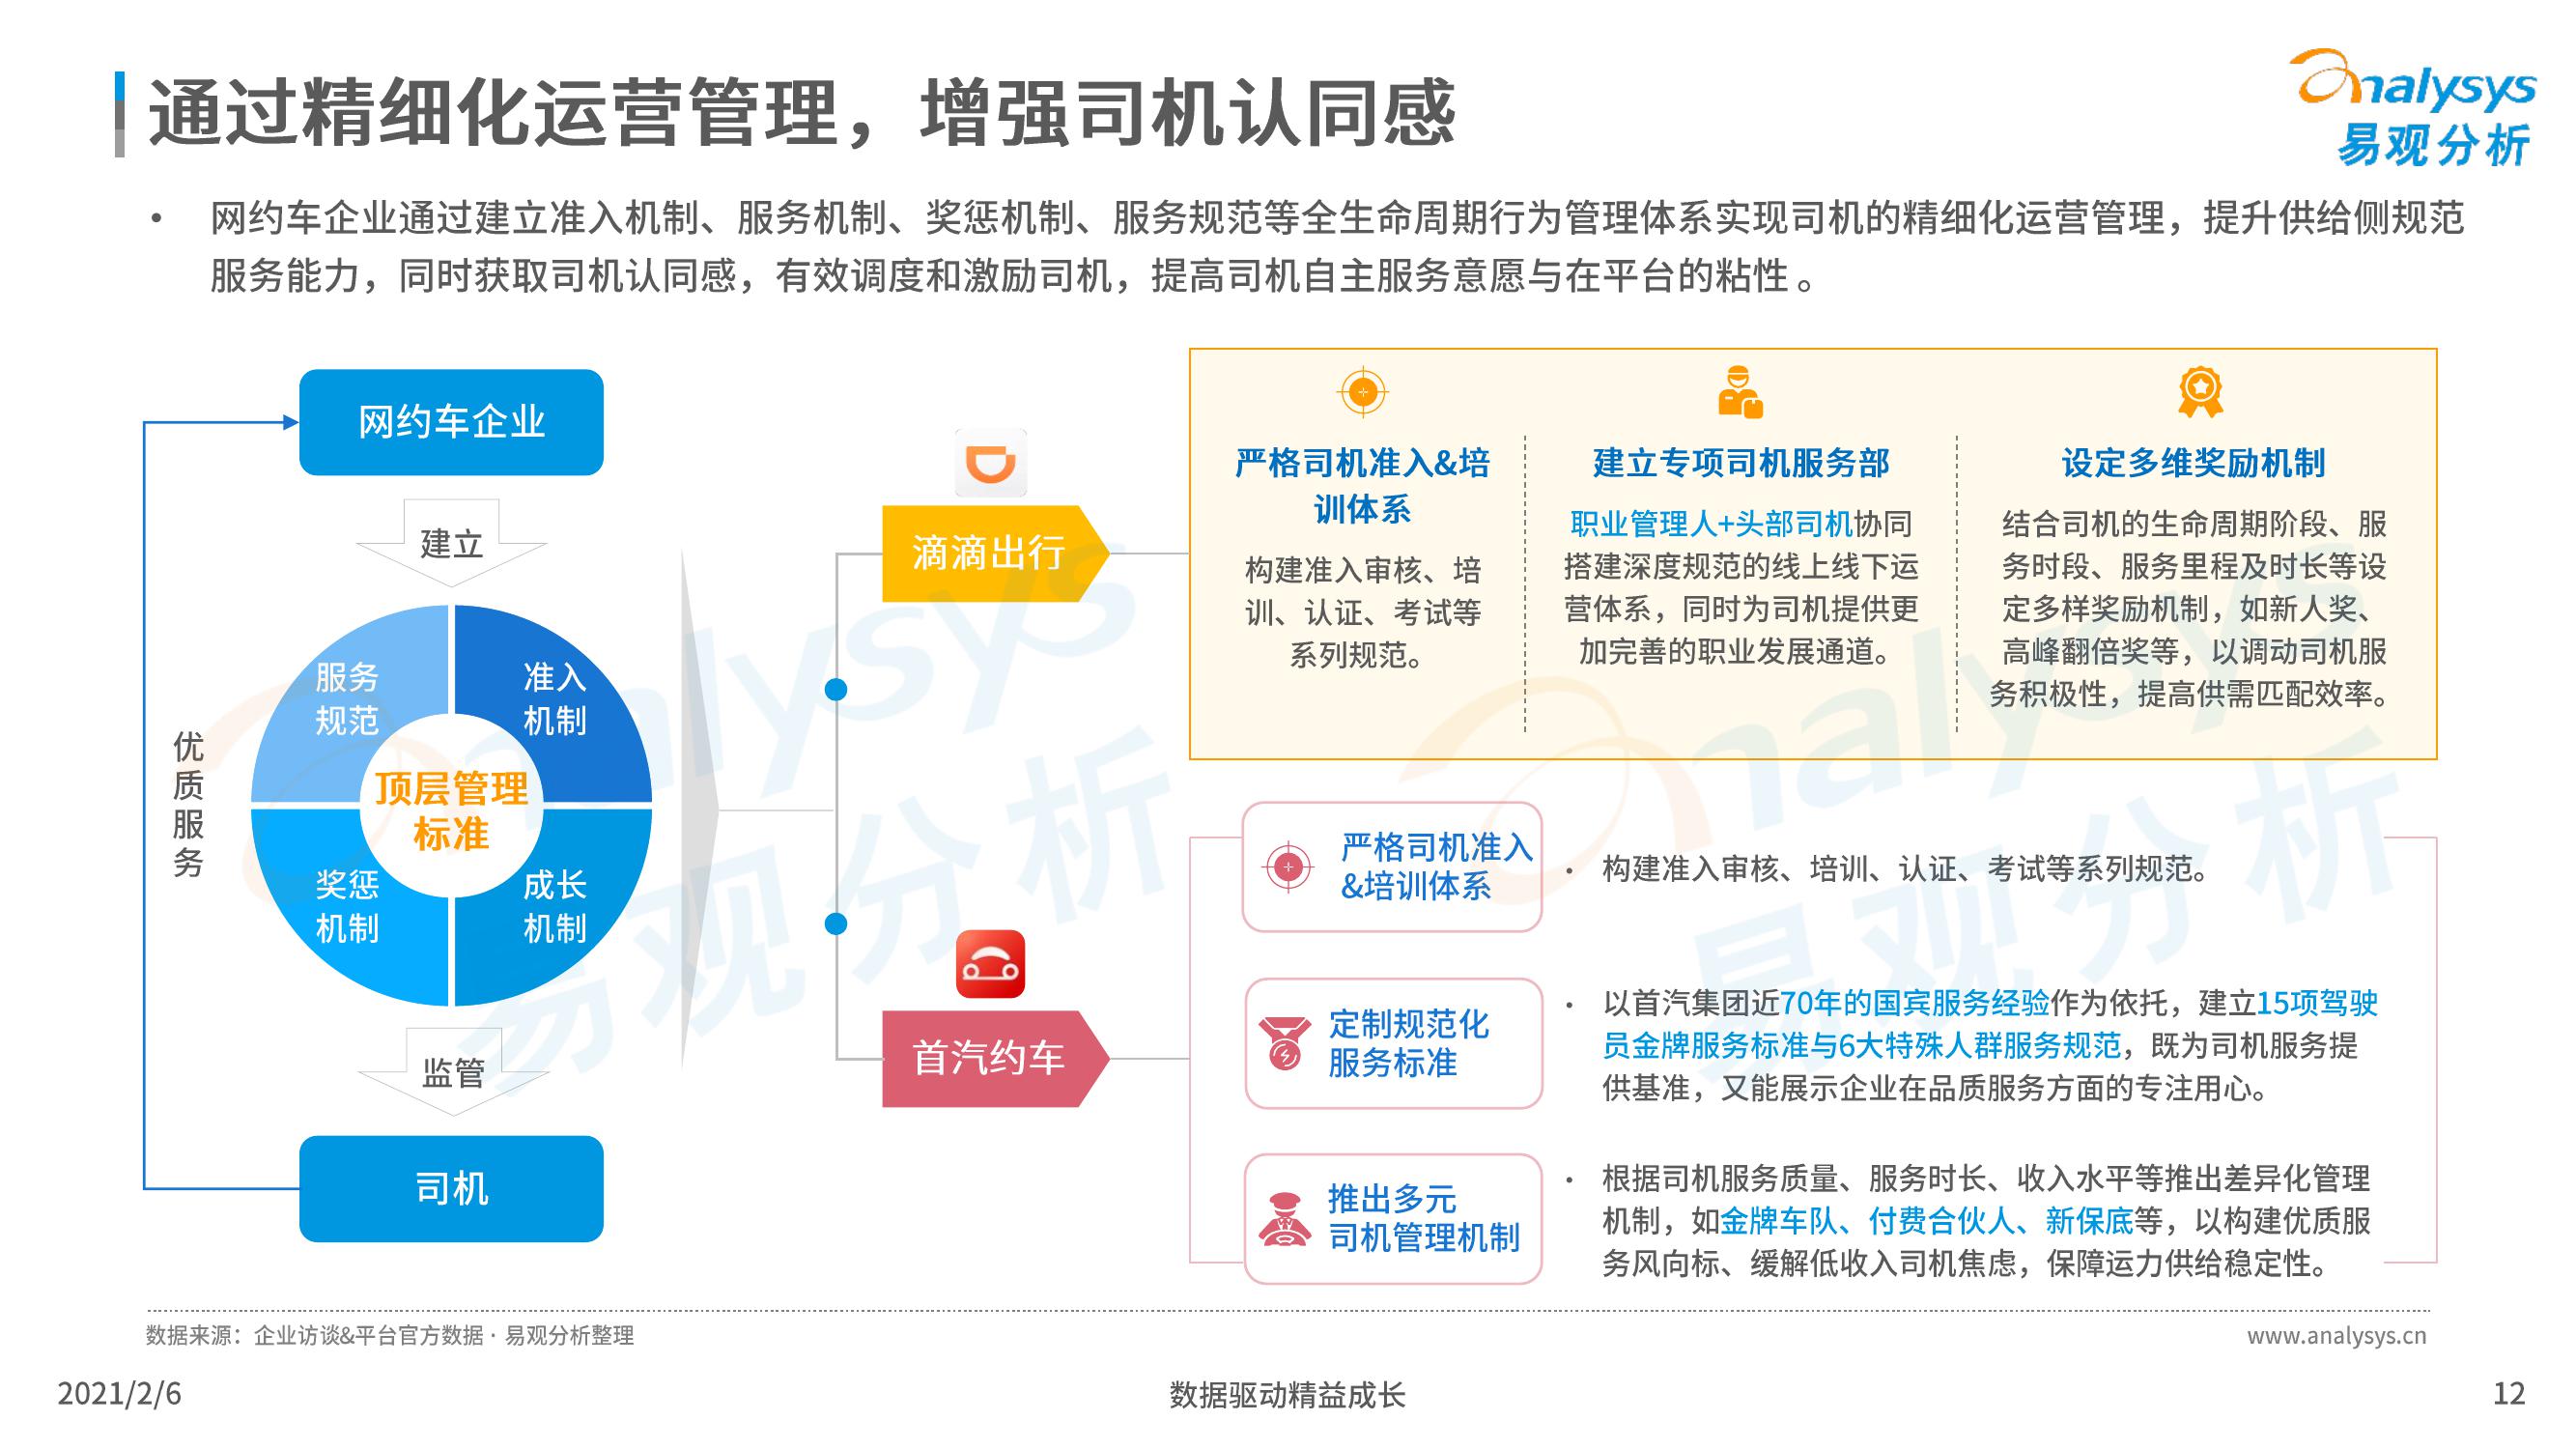 通过精细化运营管理，增强司机认同感
analysys
易观分析
• 网约车企业通过建立准入机制、服务机制、奖惩机制、服务规范等全生命周期行为管理体系实现司机的精细化运营管理，提升供给侧规范
服务能力，同时获取司机认同感，有效调度和激励司机，提高司机自主服务意愿与在平台的粘性 。
网约车企业
建立
服务
规范
准入
机制
顶层管理
标准
奖惩
机制
成长
机制
优
质
服
务
监管
司机
滴滴出行
严格司机准入&培
训体系
构建准入审核、培
训、认证、考试等
系列规范。
建立专项司机服务部
职业管理人+头部司机协同
搭建深度规范的线上线下运
营体系，同时为司机提供更
加完善的职业发展通道。
设定多维奖励机制
结合司机的生命周期阶段、服
务时段、服务里程及时长等设
定多样奖励机制，如新人奖、
高峰翻倍奖等，以调动司机服
务积极性，提高供需匹配效率。
首汽约车
严格司机准入
&培训体系
• 构建准入审核、培训、认证、考试等系列规范。
定制规范化
服务标准
• 以首汽集团近70年的国宾服务经验作为依托，建立15项驾驶
员金牌服务标准与6大特殊人群服务规范，既为司机服务提
供基准，又能展示企业在品质服务方面的专注用心。
推出多元
司机管理机制
• 根据司机服务质量、服务时长、收入水平等推出差异化管理
机制，如金牌车队、付费合伙人、新保底等，以构建优质服
务风向标、缓解低收入司机焦虑，保障运力供给稳定性。
analysys
易观分析
analysys
易观分析
数据来源：企业访谈&平台官方数据 · 易观分析整理
www.analysys.cn
2021/2/6
数据驱动精益成长
12